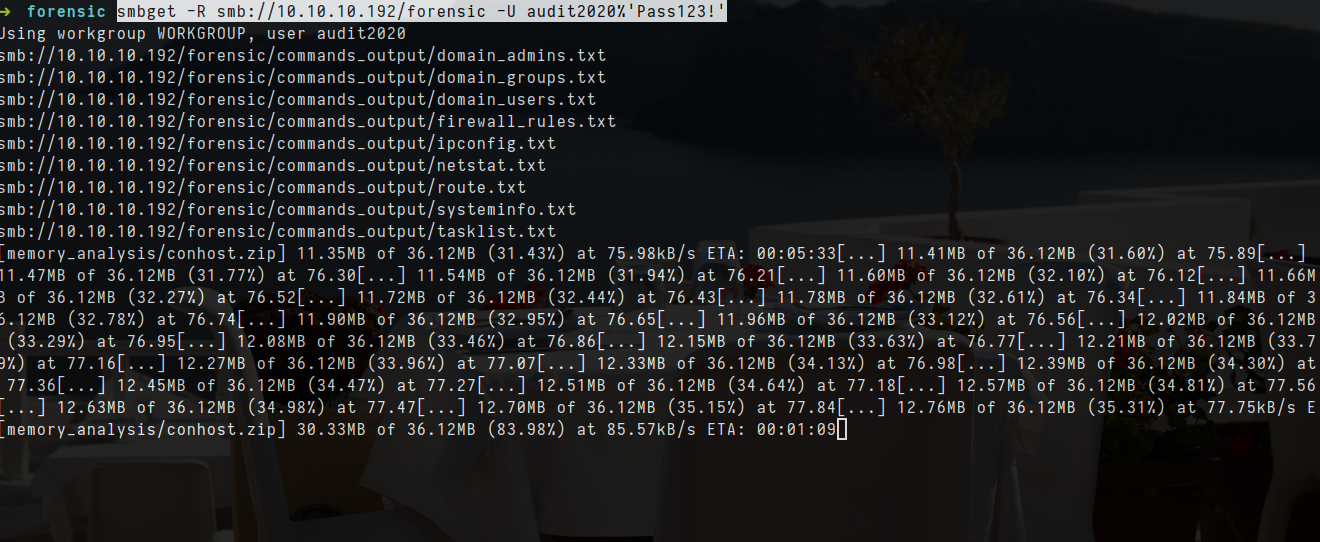 ➜ forensic smbget -R smb://10.10.10.192/forensic -U audit2020%'Pass123!'
Using workgroup WORKGROUP, user audit2020
smb://10.10.10.192/forensic/commands_output/domain_admins.txt
smb://10.10.10.192/forensic/commands_output/domain_groups.txt
smb://10.10.10.192/forensic/commands_output/domain_users.txt
smb://10.10.10.192/forensic/commands_output/firewall_rules.txt
smb://10.10.10.192/forensic/commands_output/ipconfig.txt
smb://10.10.10.192/forensic/commands_output/netstat.txt
smb://10.10.10.192/forensic/commands_output/route.txt
smb://10.10.10.192/forensic/commands_output/systeminfo.txt
smb://10.10.10.192/forensic/commands_output/tasklist.txt
[memory_analysis/conhost.zip] 11.35MB of 36.12MB (31.43%) at 75.98kB/s ETA: 00:05:33[...] 11.41MB of 36.12MB (31.60%) at 75.89[...]
11.47MB of 36.12MB (31.77%) at 76.30[...] 11.54MB of 36.12MB (31.94%) at 76.21[...] 11.60MB of 36.12MB (32.10%) at 76.12[...] 11.66M
B of 36.12MB (32.27%) at 76.52[...] 11.72MB of 36.12MB (32.44%) at 76.43[...] 11.78MB of 36.12MB (32.61%) at 76.34[...] 11.84MB of 3
6.12MB (32.78%) at 76.74[...] 11.90MB of 36.12MB (32.95%) at 76.65[...] 11.96MB of 36.12MB (33.12%) at 76.56[...] 12.02MB of 36.12MB
(33.29%) at 76.95[...] 12.08MB of 36.12MB (33.46%) at 76.86[...] 12.15MB of 36.12MB (33.63%) at 76.77[...] 12.21MB of 36.12MB (33.7
9%) at 77.16[...] 12.27MB of 36.12MB (33.96%) at 77.07[...] 12.33MB of 36.12MB (34.13%) at 76.98[...] 12.39MB of 36.12MB (34.30%) at
77.36[...] 12.45MB of 36.12MB (34.47%) at 77.27[...] 12.51MB of 36.12MB (34.64%) at 77.18[...] 12.57MB of 36.12MB (34.81%) at 77.56
[...] 12.63MB of 36.12MB (34.98%) at 77.47[...] 12.70MB of 36.12MB (35.15%) at 77.84[...] 12.76MB of 36.12MB (35.31%) at 77.75kB/s E
[memory_analysis/conhost.zip] 30.33MB of 36.12MB (83.98%) at 85.57kB/s ETA: 00:01:09